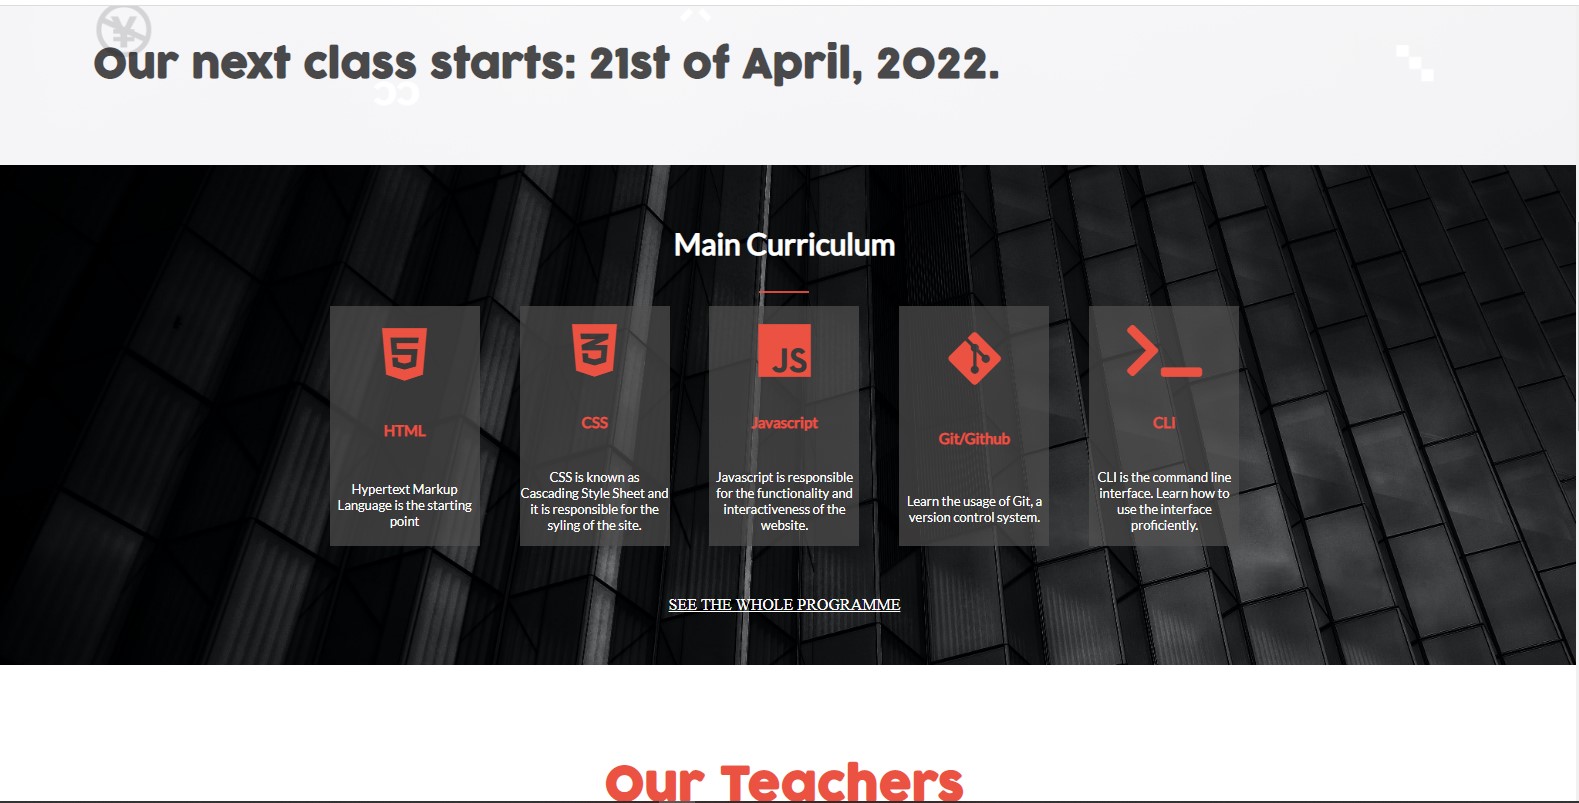 Our next class starts: 21st of April, 2022.
Main Curriculum
5
3
JS
HTML
CSS
Javascript
Git/Github
CLI
Hypertext Markup
Language is the starting
point
CSS is known as
Cascading Style Sheet and
it is responsible for the
syling of the site.
Javascript is responsible
for the functionality and
interactiveness of the
website.
Learn the usage of Git, a
version control system.
CLI is the command line
interface. Learn how to
use the interface
proficiently.
SEE THE WHOLE PROGRAMME
Our Teachers